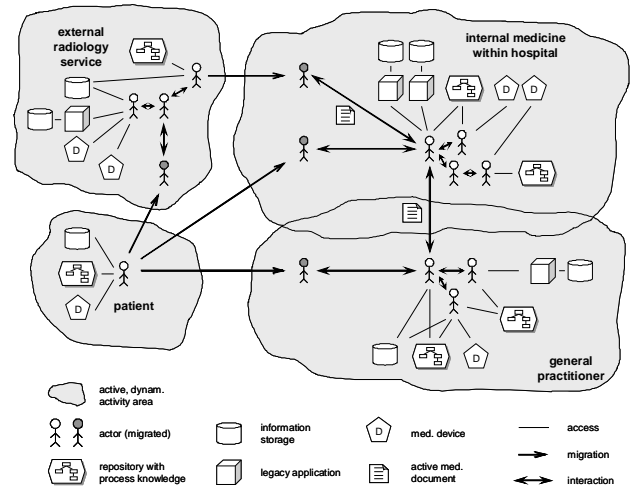 external
radiology
service
internal medicine
within hospital
D
D
D
D
patient
D
D
general
practitioner
active, dynam.
activity area
actor (migrated)
repository with
process knowledge
information
storage
legacy application
D
med. device
active med.
document
access
migration
interaction